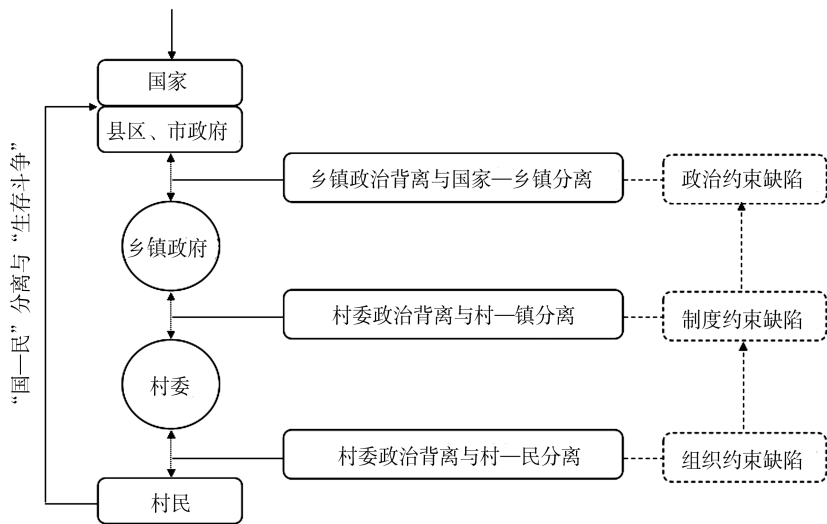 国家
县区、市政府
乡镇政治背离与国家—乡镇分离
政治约束缺陷
乡镇政府
村委政治背离与村—镇分离
制度约束缺陷
村委
村委政治背离与村—民分离
组织约束缺陷
村民
“国—民”分离与“生存斗争”